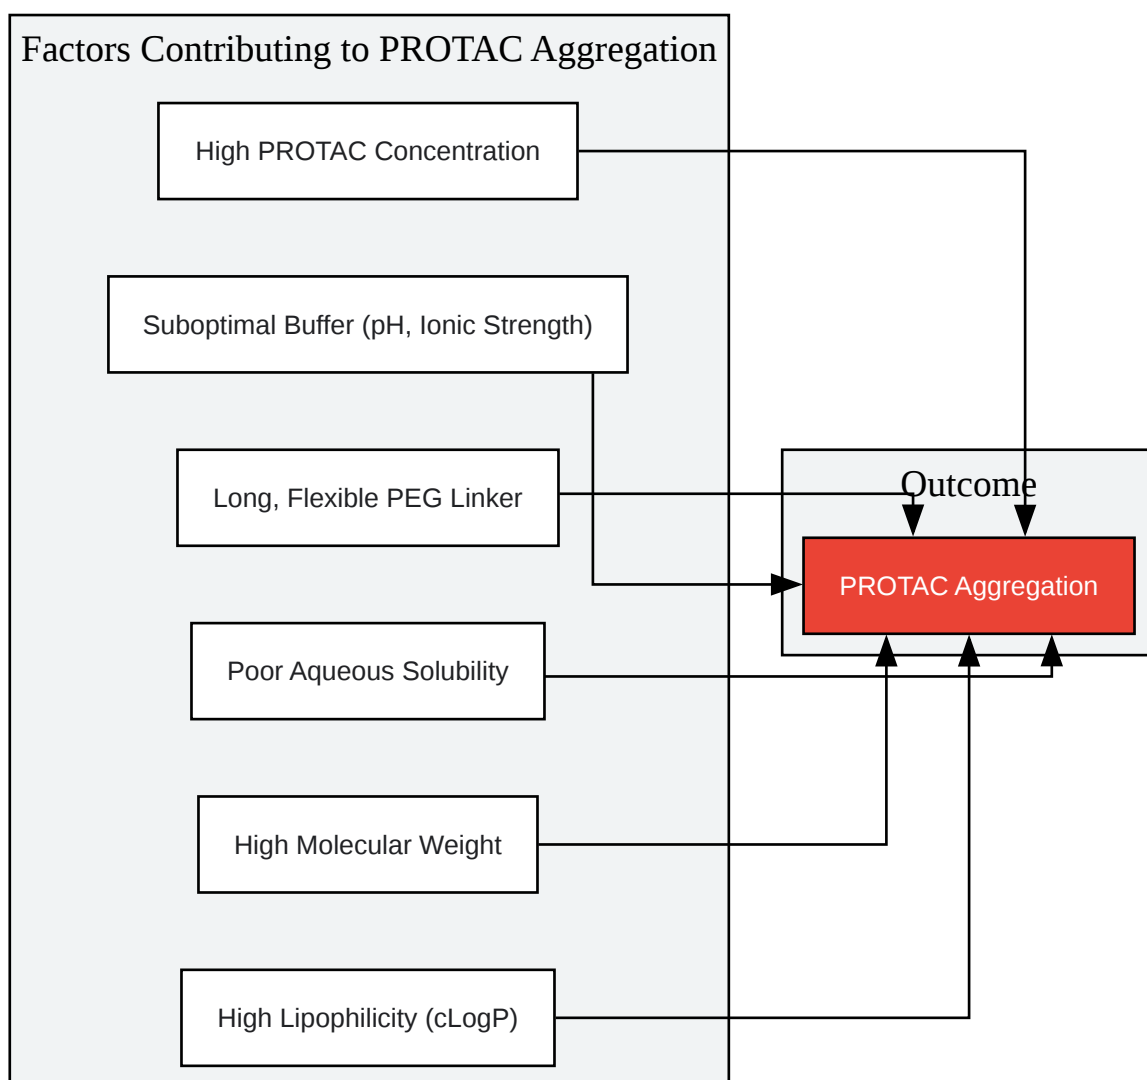 Factors Contributing to PROTAC Aggregation
High PROTAC Concentration
Suboptimal Buffer (pH, Ionic Strength)
Long, Flexible PEG Linker
Poor Aqueous Solubility
High Molecular Weight
High Lipophilicity (cLogP)
Outcome
PROTAC Aggregation